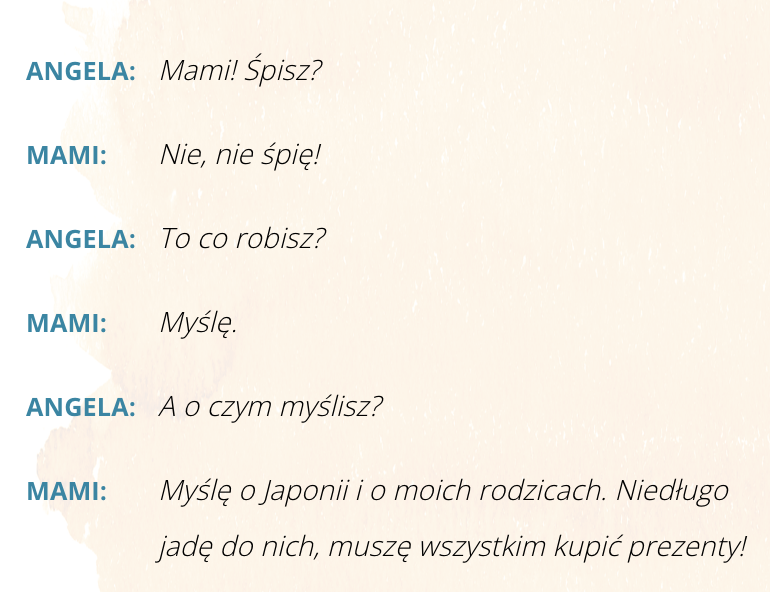 ANGELA: Mami! Śpisz?
MAMI: Nie, nie śpię!
ANGELA: To co robisz?
MAMI: Myślę.
ANGELA: A o czym myślisz?
MAMI: Myślę o Japonii i o moich rodzicach. Niedługo
jadę do nich, muszę wszystkim kupić prezenty!